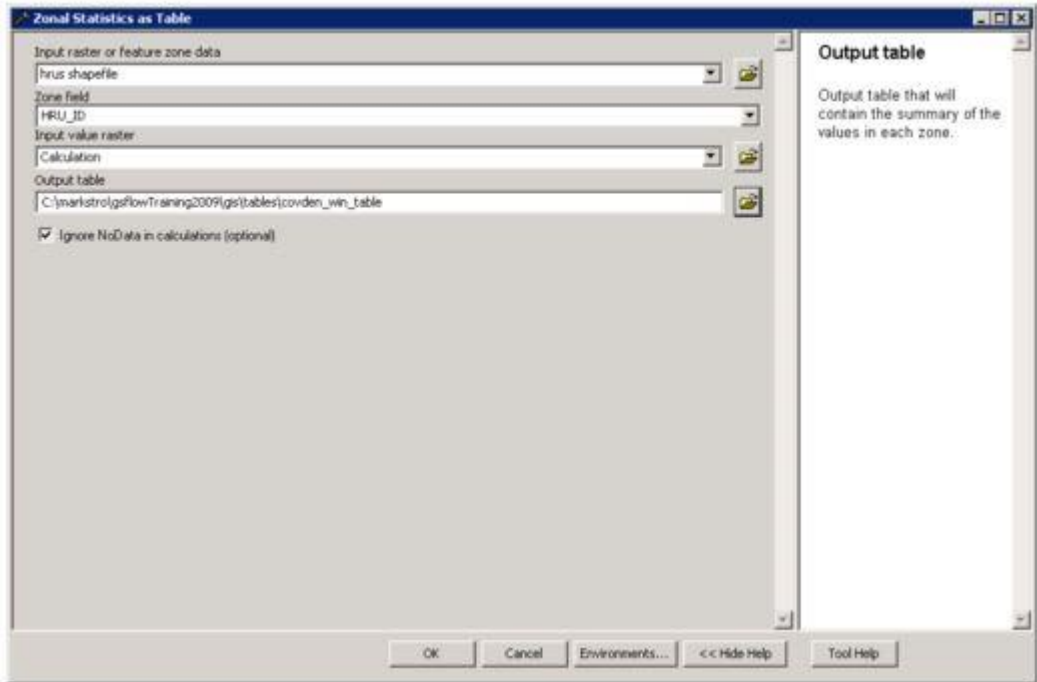 Zonal Statistics as Table
Input raster or feature zone data
hrus shapefile
Zone field
HRU_ID
Input value raster
Calculation
Output table
C:\markstro\gsflowTraining2009\gis\tables\covden_win_table
Ignore NoData in calculations (optional)
Output table
Output table that will
contain the summary of the
values in each zone.
OK
Cancel
Environments...
<< Hide Help
Tool Help